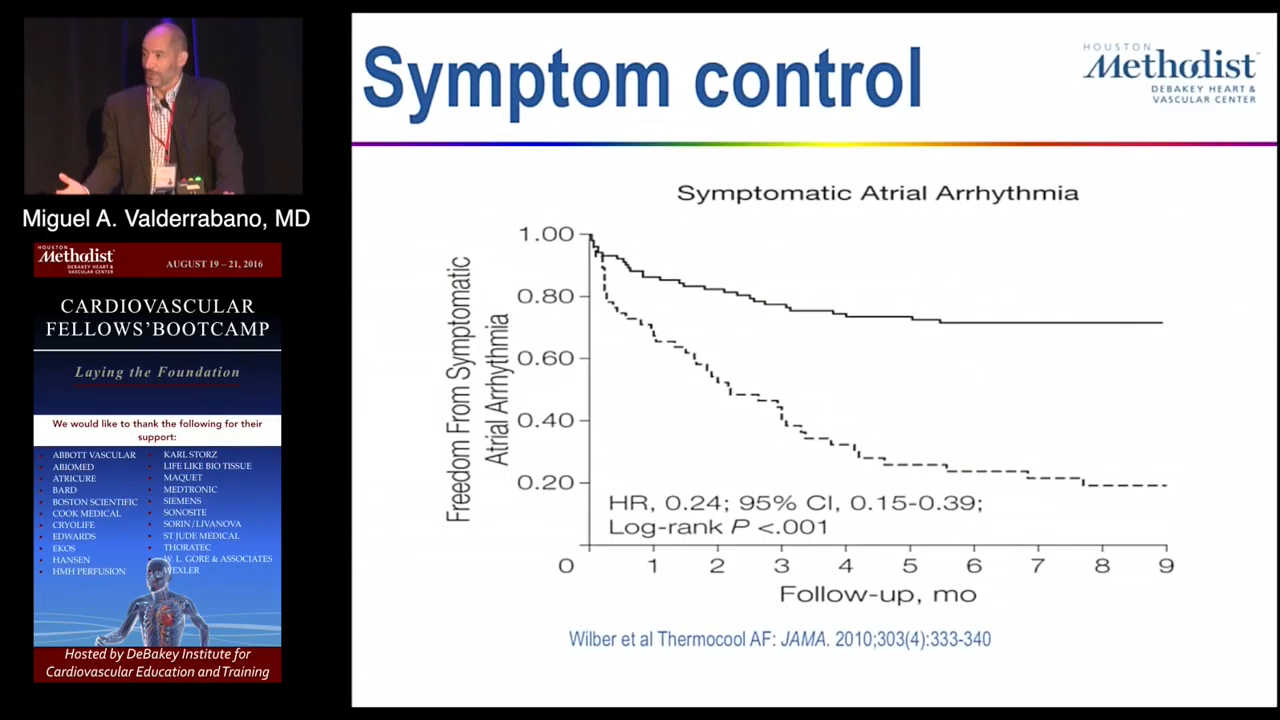 Symptom control
HOUSTON
Methodist
DEBAKEY HEART &
VASCULAR CENTER
Miguel A. Valderrabano, MD
HOUSTON
Methodist
DEBAKEY HEART &
VASCULAR CENTER
AUGUST 19 – 21, 2016
CARDIOVASCULAR
FELLOWS'BOOTCAMP
Laying the Foundation
We would like to thank the following for their
support:
ABBOTT VASCULAR
ABIOMED
ATRICURE
BARD
BOSTON SCIENTIFIC
COOK MEDICAL
CRYOLIFE
EDWARDS
EKOS
HANSEN
HMH PERFUSION
KARL STORZ
LIFE LIKE BIO TISSUE
MAQUET
MEDTRONIC
SIEMENS
SONOSITE
SORIN/LIVANOVA
ST JUDE MEDICAL
THORATEC
W. L. GORE & ASSOCIATES
WEXLER
Hosted by DeBakey Institute for
Cardiovascular Education and Training
Symptomatic Atrial Arrhythmia
Freedom From Symptomatic
Atrial Arrhythmia
1.00
0.80
0.60
0.40
0.20
HR, 0.24; 95% CI, 0.15-0.39;
Log-rank P <.001
0 1 2 3 4 5 6 7 8 9
Follow-up, mo
Wilber et al Thermocool AF: JAMA. 2010;303(4):333-340